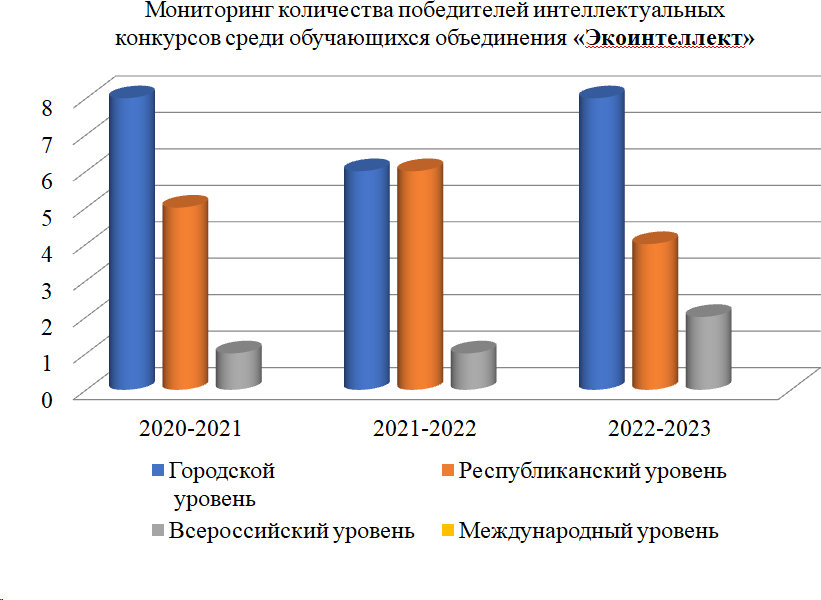 Мониторинг количества победителей интеллектуальных
конкурсов среди обучающихся объединения «Экоинтеллект»
8
7
6
5
4
3
2
1
0
2020-2021 2021-2022 2022-2023
Городской уровень
Республиканский уровень
Всероссийский уровень
Международный уровень